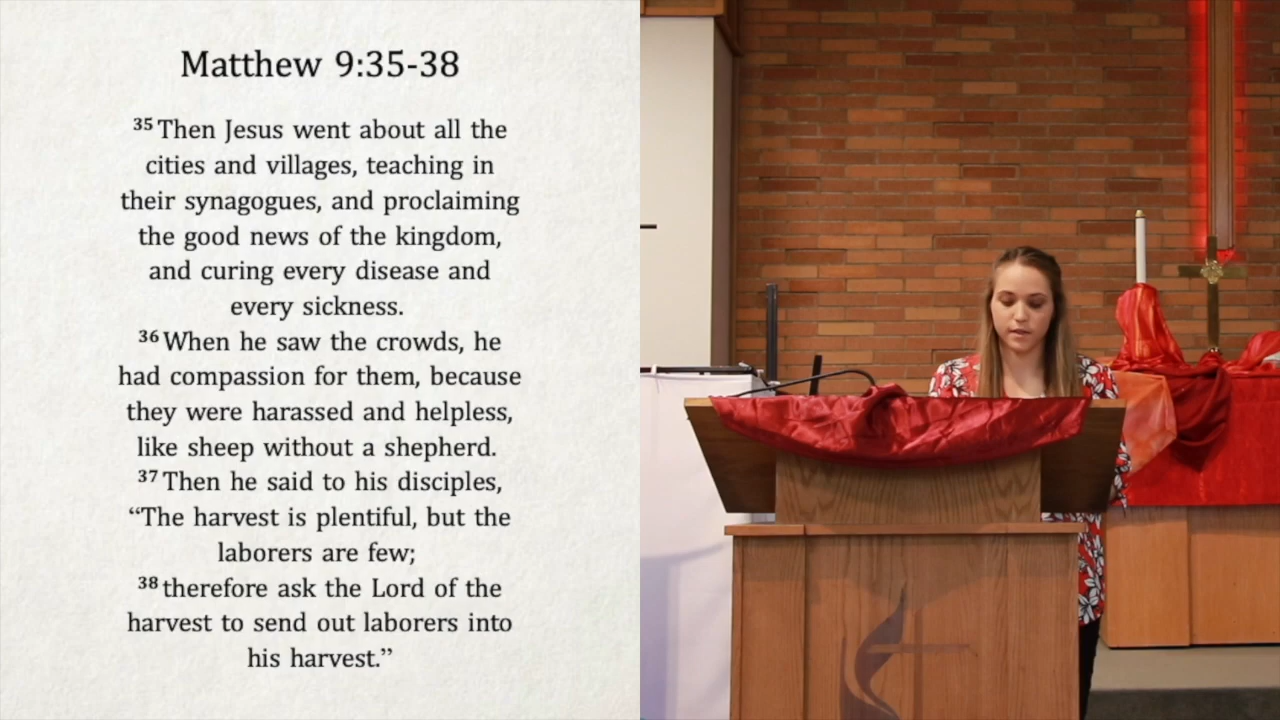 Matthew 9:35-38
35 Then Jesus went about all the
cities and villages, teaching in
their synagogues, and proclaiming
the good news of the kingdom,
and curing every disease and
every sickness.
36 When he saw the crowds, he
had compassion for them, because
they were harassed and helpless,
like sheep without a shepherd.
37 Then he said to his disciples,
“The harvest is plentiful, but the
laborers are few;
38 therefore ask the Lord of the
harvest to send out laborers into
his harvest.”